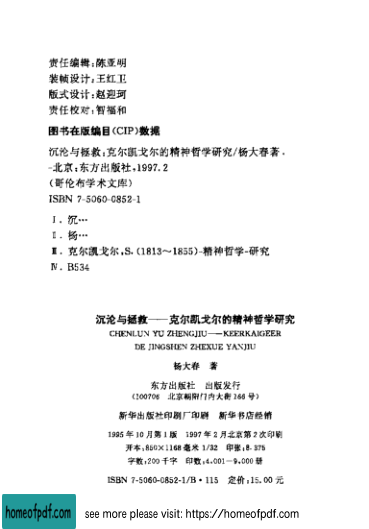 责任编辑:陈亚明
装帧设计:王红卫
版式设计:赵迎珂
责任校对:智福和
图书在版编目(CIP)数据
沉沦与拯救:克尔凯戈尔的精神哲学研究/杨大春著.
-北京:东方出版社,1997.2
(哥伦布学术文库)
ISBN 7-5060-0852-1
Ⅰ. 沉…
Ⅱ. 杨…
Ⅲ. 克尔凯戈尔,S.(1813～1855)-精神哲学-研究
Ⅳ. B534
沉沦与拯救——克尔凯戈尔的精神哲学研究
CHENLUN YU ZHENGJIU——KEERKAIGEER
DE JINGSHEN ZHEXUE YANJIU
杨大春 著
东方出版社 出版发行
(100706 北京朝阳门内大街166号)
新华出版社印刷厂印刷 新华书店经销
1995年10月第1版 1997年2月北京第2次印刷
开本:850×1168毫米 1/32 印张:8.375
字数:200千字 印数:4,001—9,000册
ISBN 7-5060-0852-1/B·115 定价:15.00元
homeofpdf.com
see more please visit: https://homeofpdf.com